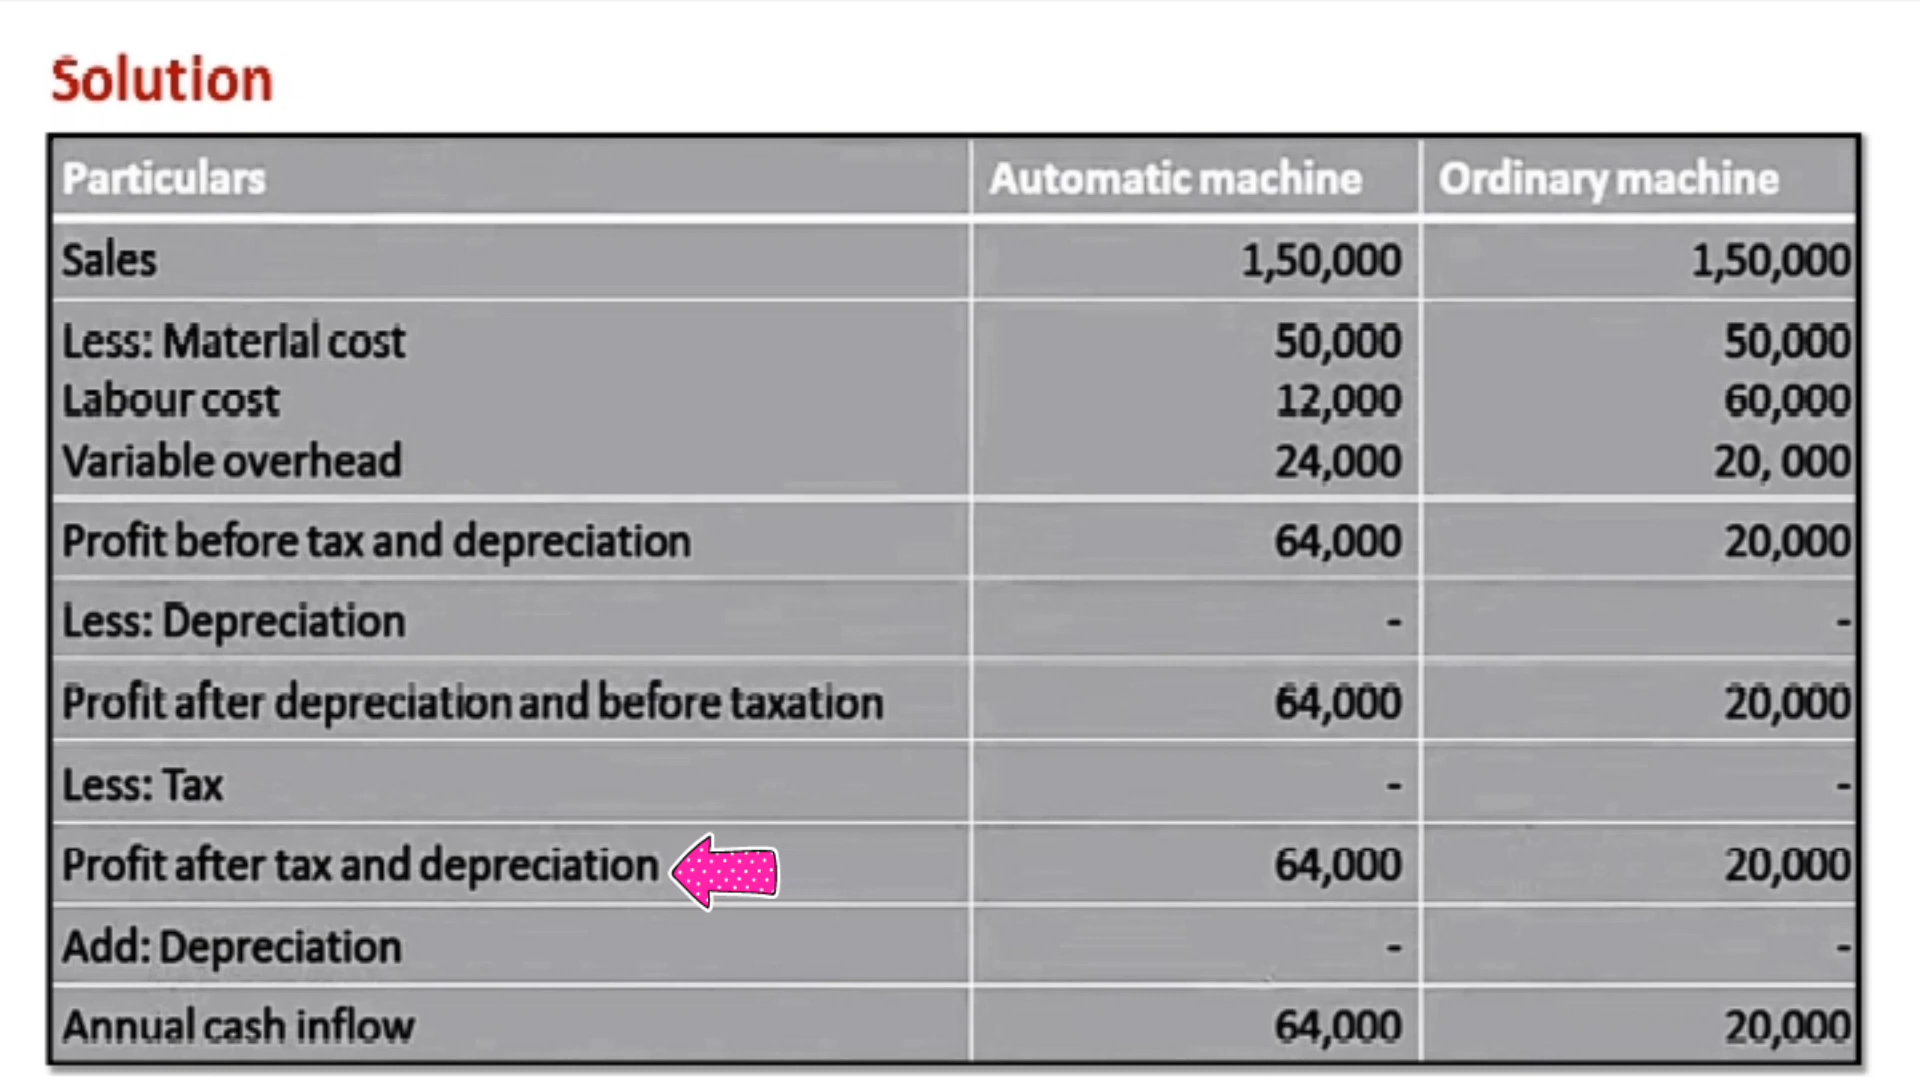 Solution
Particulars Automatic machine Ordinary machine
Sales 1,50,000 1,50,000
Less: Material cost 50,000 50,000
Labour cost 12,000 60,000
Variable overhead 24,000 20, 000
Profit before tax and depreciation 64,000 20,000
Less: Depreciation - -
Profit after depreciation and before taxation 64,000 20,000
Less: Tax - -
Profit after tax and depreciation 64,000 20,000
Add: Depreciation - -
Annual cash inflow 64,000 20,000